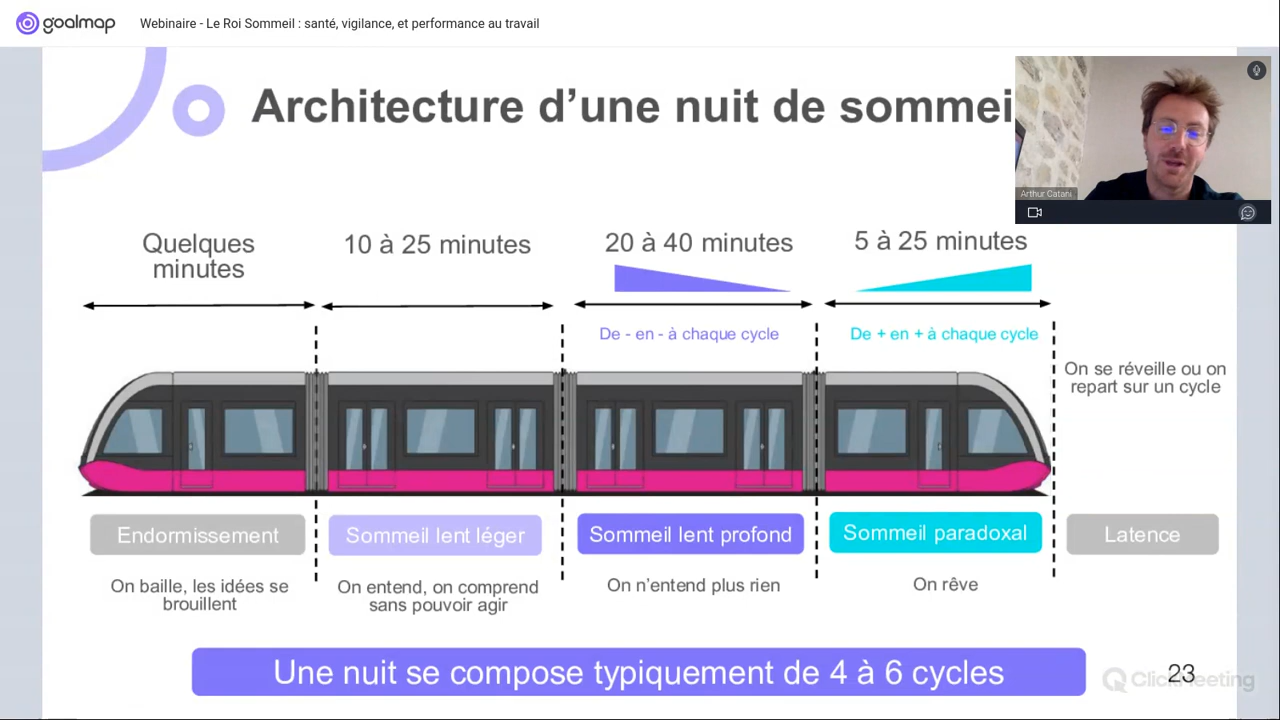 goalmap
Webinaire - Le Roi Sommeil : santé, vigilance, et performance au travail
Architecture d’une nuit de sommei
Arthur Catani
Quelques
minutes
10 à 25 minutes
20 à 40 minutes
5 à 25 minutes
De - en - à chaque cycle
De + en + à chaque cycle
On se réveille ou on
repart sur un cycle
Endormissement
Sommeil lent léger
Sommeil lent profond
Sommeil paradoxal
Latence
On baille, les idées se
brouillent
On entend, on comprend
sans pouvoir agir
On n’entend plus rien
On rêve
Une nuit se compose typiquement de 4 à 6 cycles
23
ClickMeeting